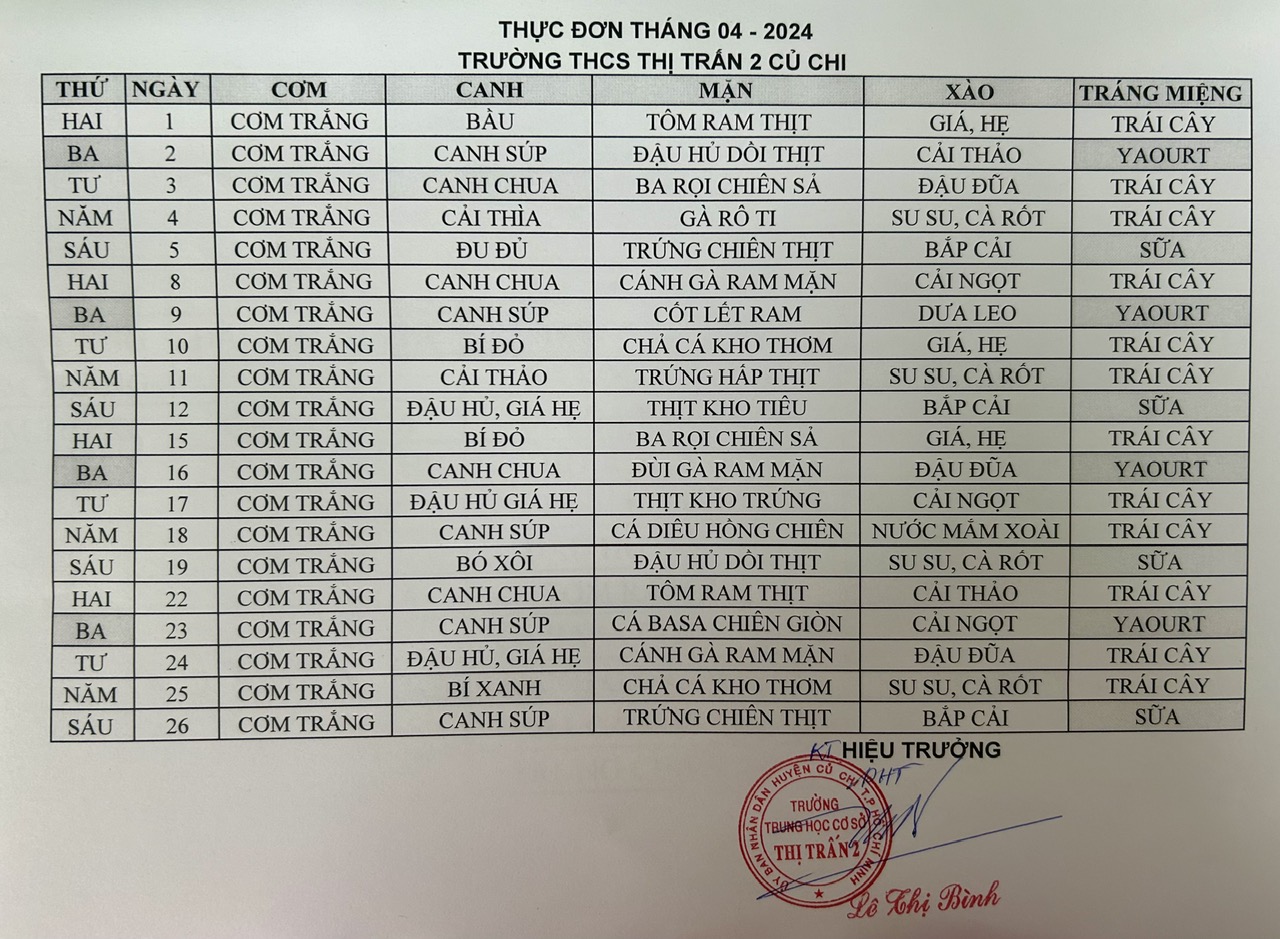 THỰC ĐƠN THÁNG 04 - 2024
TRƯỜNG THCS THỊ TRẤN 2 CỦ CHI
THỨ NGÀY CƠM CANH MẶN XÀO TRÁNG MIỆNG
HAI 1 CƠM TRẮNG BÀU TÔM RAM THỊT GIÁ, HẸ TRÁI CÂY
BA 2 CƠM TRẮNG CANH SÚP ĐẬU HỦ DỒI THỊT CẢI THẢO YAOURT
TƯ 3 CƠM TRẮNG CANH CHUA BA RỌI CHIÊN SẢ ĐẬU ĐŨA TRÁI CÂY
NĂM 4 CƠM TRẮNG CẢI THÌA GÀ RÔ TI SU SU, CÀ RỐT TRÁI CÂY
SÁU 5 CƠM TRẮNG ĐU ĐỦ TRỨNG CHIÊN THỊT BẮP CẢI SỮA
HAI 8 CƠM TRẮNG CANH CHUA CÁNH GÀ RAM MẶN CẢI NGỌT TRÁI CÂY
BA 9 CƠM TRẮNG CANH SÚP CỐT LẾT RAM DƯA LEO YAOURT
TƯ 10 CƠM TRẮNG BÍ ĐỎ CHẢ CÁ KHO THƠM GIÁ, HẸ TRÁI CÂY
NĂM 11 CƠM TRẮNG CẢI THẢO TRỨNG HẤP THỊT SU SU, CÀ RỐT TRÁI CÂY
SÁU 12 CƠM TRẮNG ĐẬU HỦ, GIÁ HẸ THỊT KHO TIÊU BẮP CẢI SỮA
HAI 15 CƠM TRẮNG BÍ ĐỎ BA RỌI CHIÊN SẢ GIÁ, HẸ TRÁI CÂY
BA 16 CƠM TRẮNG CANH CHUA ĐÙI GÀ RAM MẶN ĐẬU ĐŨA YAOURT
TƯ 17 CƠM TRẮNG ĐẬU HỦ GIÁ HẸ THỊT KHO TRỨNG CẢI NGỌT TRÁI CÂY
NĂM 18 CƠM TRẮNG CANH SÚP CÁ DIÊU HỒNG CHIÊN NƯỚC MẮM XOÀI TRÁI CÂY
SÁU 19 CƠM TRẮNG BÓ XÔI ĐẬU HỦ DỒI THỊT SU SU, CÀ RỐT SỮA
HAI 22 CƠM TRẮNG CANH CHUA TÔM RAM THỊT CẢI THẢO TRÁI CÂY
BA 23 CƠM TRẮNG CANH SÚP CÁ BASA CHIÊN GIÒN CẢI NGỌT YAOURT
TƯ 24 CƠM TRẮNG ĐẬU HỦ, GIÁ HẸ CÁNH GÀ RAM MẶN ĐẬU ĐŨA TRÁI CÂY
NĂM 25 CƠM TRẮNG BÍ XANH CHẢ CÁ KHO THƠM SU SU, CÀ RỐT TRÁI CÂY
SÁU 26 CƠM TRẮNG CANH SÚP TRỨNG CHIÊN THỊT BẮP CẢI SỮA
KT HIỆU TRƯỞNG
PHT
ỦY BAN NHÂN DÂN HUYỆN CỦ CHI T.P HỒ CHÍ MINH
TRƯỜNG
TRUNG HỌC CƠ SỞ
THỊ TRẤN 2
Lê Thị Bình